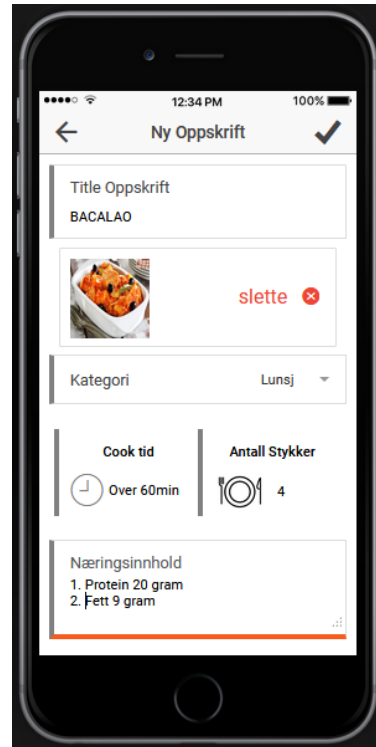 12:34 PM
100%
Ny Oppskrift
Title Oppskrift
BACALAO
slette
Kategori
Lunsj
Cook tid
Over 60min
Antall Stykker
4
Næringsinnhold
1. Protein 20 gram
2. Fett 9 gram